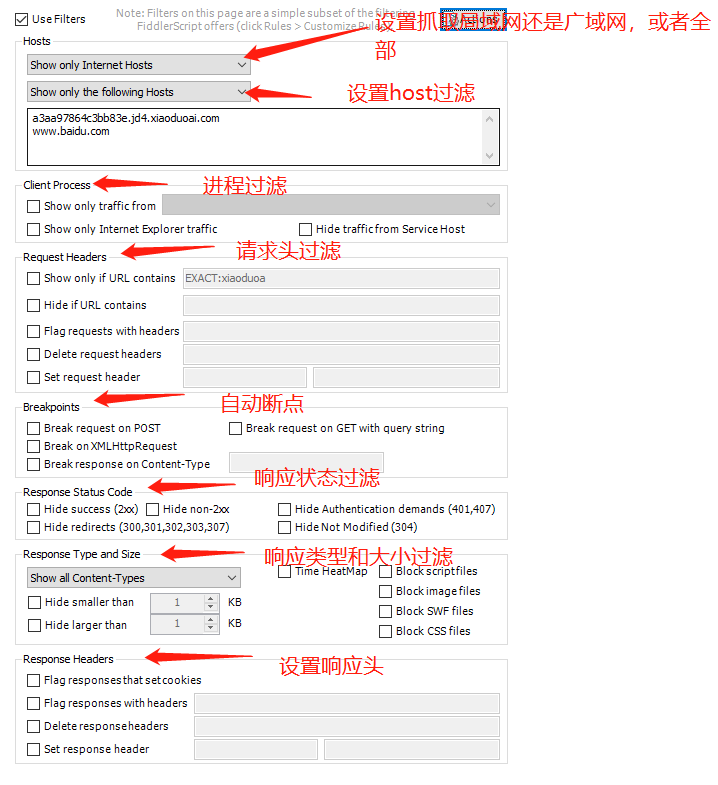 Use Filters
Note: Filters on this page are a simple subset of the filtering
FiddlerScript offers (click Rules > Customize Rules).
Actions
设置抓取局域网还是广域网，或者全
部
Hosts
Show only Internet Hosts
Show only the following Hosts
设置host过滤
a3aa97864c3bb83e.jd4.xiaoduoai.com
www.baidu.com
Client Process
进程过滤
Show only traffic from
Show only Internet Explorer traffic
Hide traffic from Service Host
Request Headers
请求头过滤
Show only if URL contains
EXACT:xiaoduoa
Hide if URL contains
Flag requests with headers
Delete request headers
Set request header
Breakpoints
自动断点
Break request on POST
Break request on GET with query string
Break on XMLHttpRequest
Break response on Content-Type
Response Status Code
响应状态过滤
Hide success (2xx)
Hide non-2xx
Hide Authentication demands (401,407)
Hide redirects (300,301,302,303,307)
Hide Not Modified (304)
Response Type and Size
响应类型和大小过滤
Show all Content-Types
Time HeatMap
Block script files
Block image files
Hide smaller than
1
KB
Block SWF files
Hide larger than
1
KB
Block CSS files
Response Headers
设置响应头
Flag responses that set cookies
Flag responses with headers
Delete response headers
Set response header